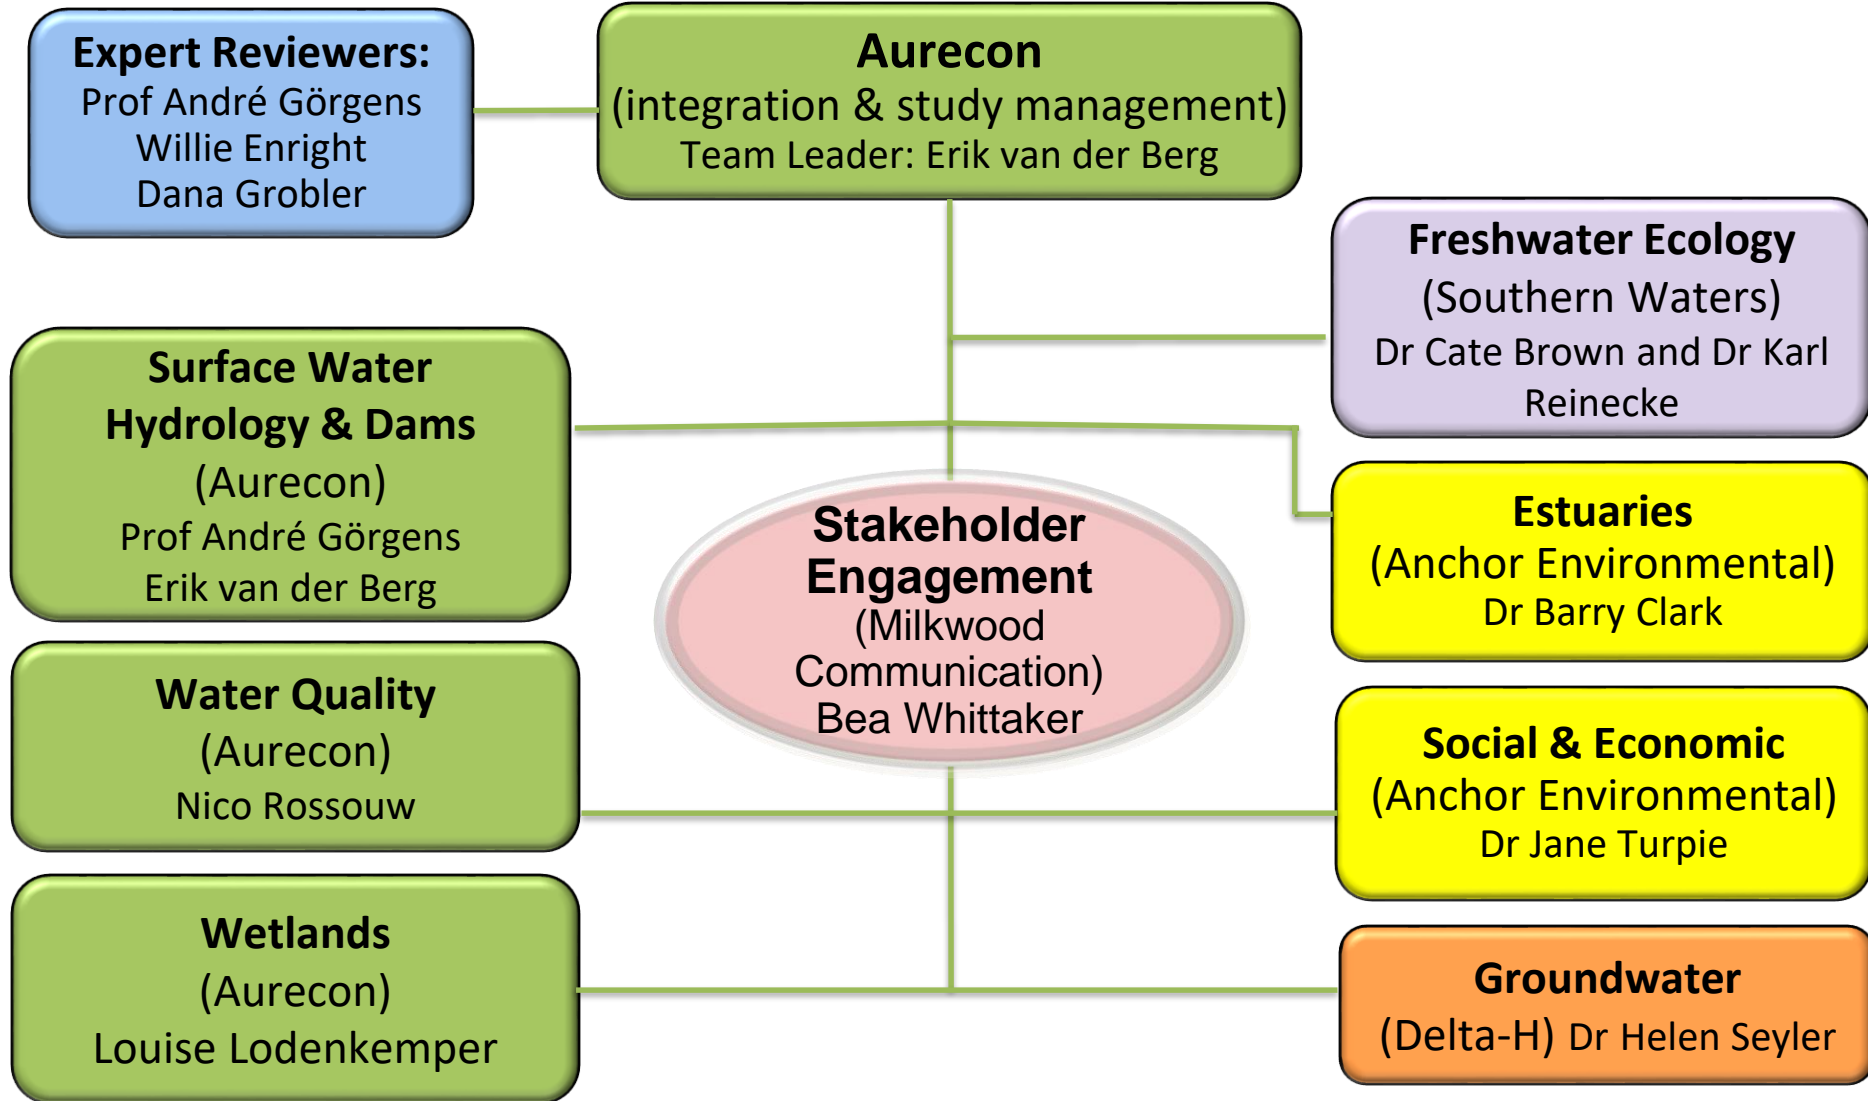 Expert Reviewers:
Prof André Görgens
Willie Enright
Dana Grobler
Aurecon
(integration & study management)
Team Leader: Erik van der Berg
Freshwater Ecology
(Southern Waters)
Dr Cate Brown and Dr Karl
Reinecke
Surface Water
Hydrology & Dams
(Aurecon)
Prof André Görgens
Erik van der Berg
Stakeholder
Engagement
(Milkwood
Communication)
Bea Whittaker
Estuaries
(Anchor Environmental)
Dr Barry Clark
Water Quality
(Aurecon)
Nico Rossouw
Social & Economic
(Anchor Environmental)
Dr Jane Turpie
Wetlands
(Aurecon)
Louise Lodenkemper
Groundwater
(Delta-H) Dr Helen Seyler